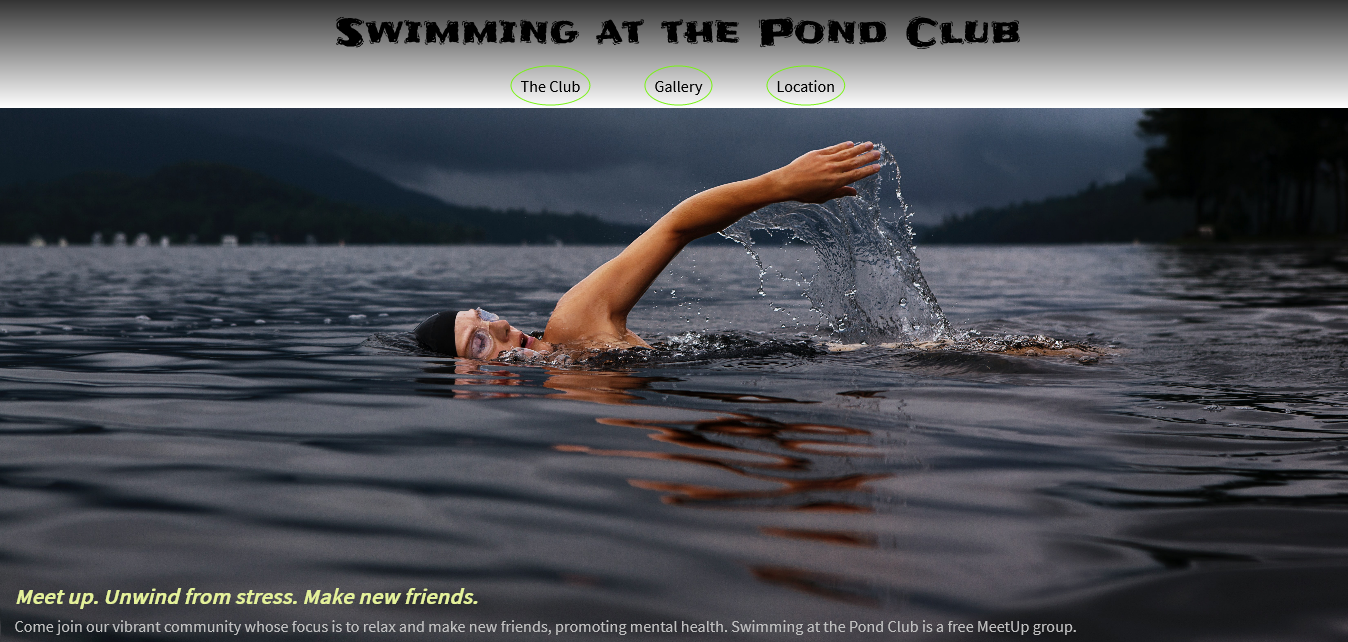 Swimming at the Pond Club
The Club
Gallery
Location
Meet up. Unwind from stress. Make new friends.
Come join our vibrant community whose focus is to relax and make new friends, promoting mental health. Swimming at the Pond Club is a free MeetUp group.